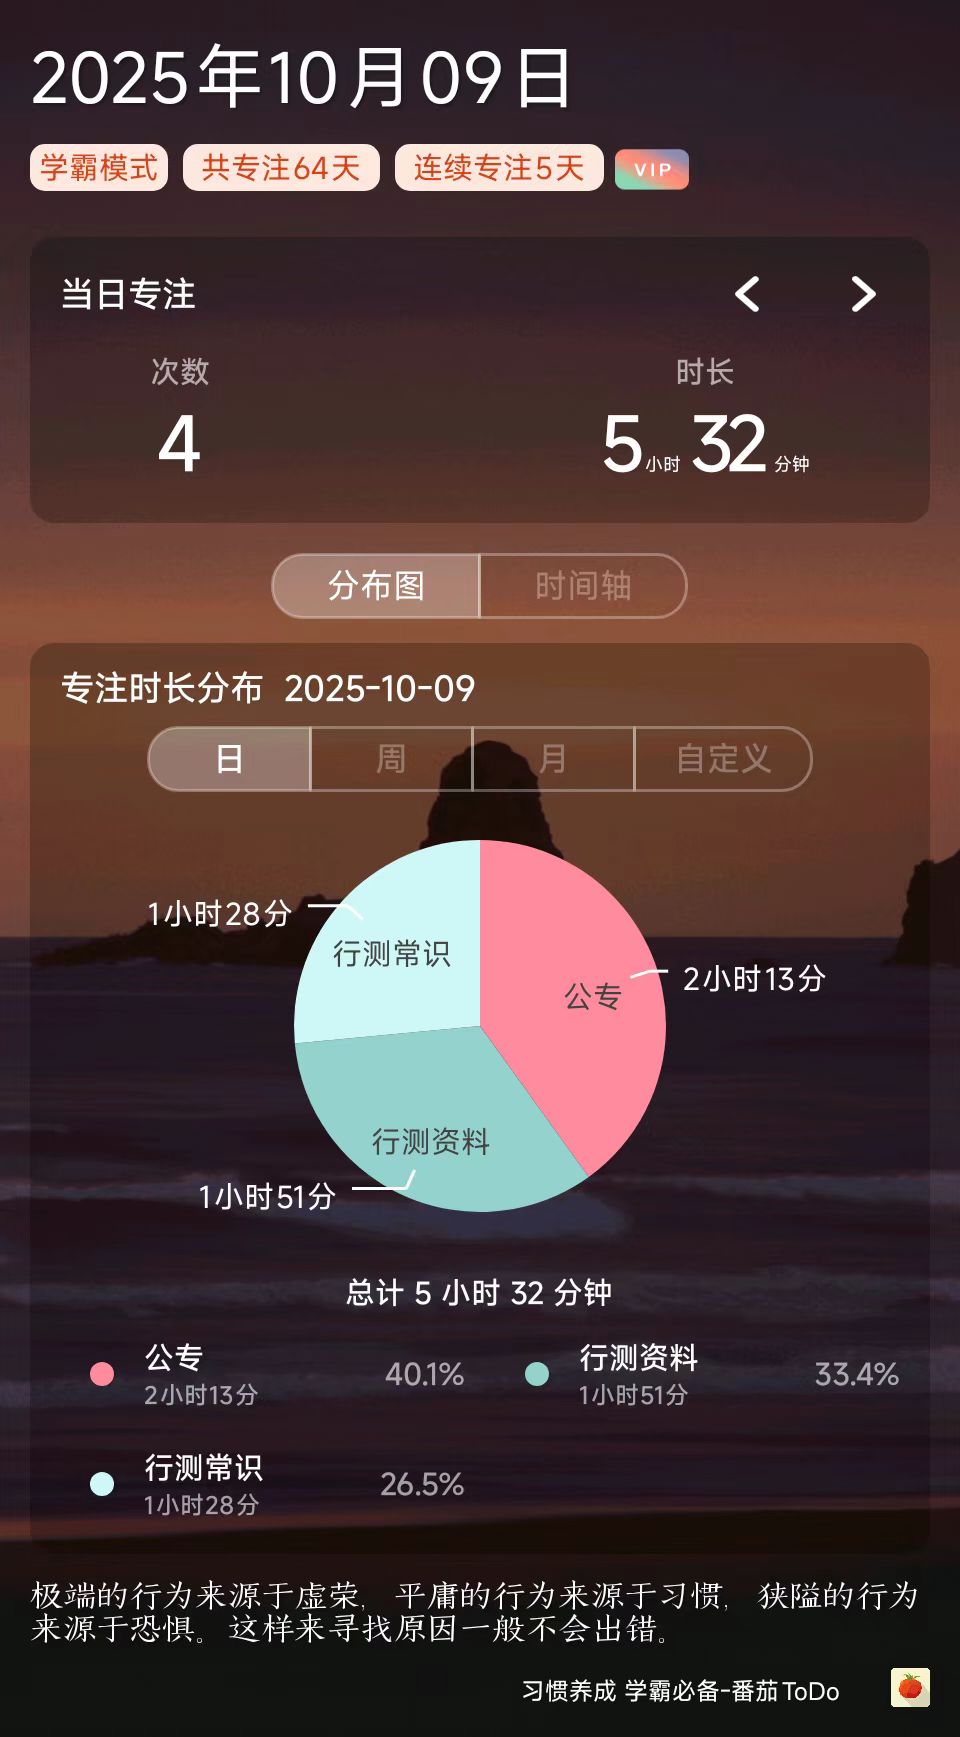 2025年10月09日
学霸模式 共专注64天 连续专注5天 VIP
当日专注
次数 时长
4 5小时32分钟
分布图 时间轴
专注时长分布 2025-10-09
日 周 月 自定义
1小时28分
行测常识
公专 2小时13分
行测资料
1小时51分
总计 5 小时 32 分钟
公专 40.1% 行测资料 33.4%
2小时13分 1小时51分
行测常识 26.5%
1小时28分
极端的行为来源于虚荣，平庸的行为来源于习惯，狭隘的行为
来源于恐惧。这样来寻找原因一般不会出错。
习惯养成 学霸必备-番茄ToDo